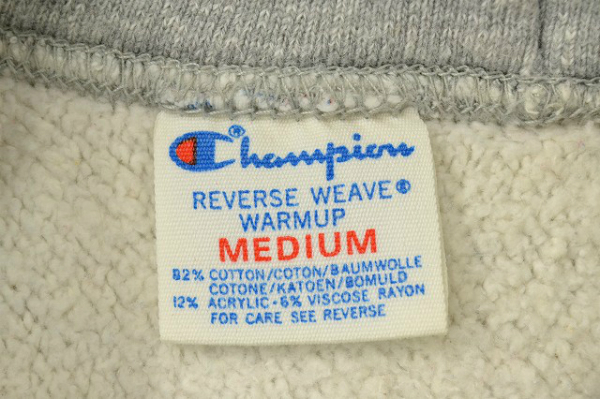 Champion®
REVERSE WEAVE®
WARMUP
MEDIUM
82% COTTON/COTON/BAUMWOLLE
COTONE/KATOEN/BOMULD
12% ACRYLIC·6% VISCOSE RAYON
FOR CARE SEE REVERSE